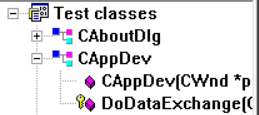 Test classes
CAboutDlg
CAppDev
CAppDev(CWnd *p
DoDataExchange(C